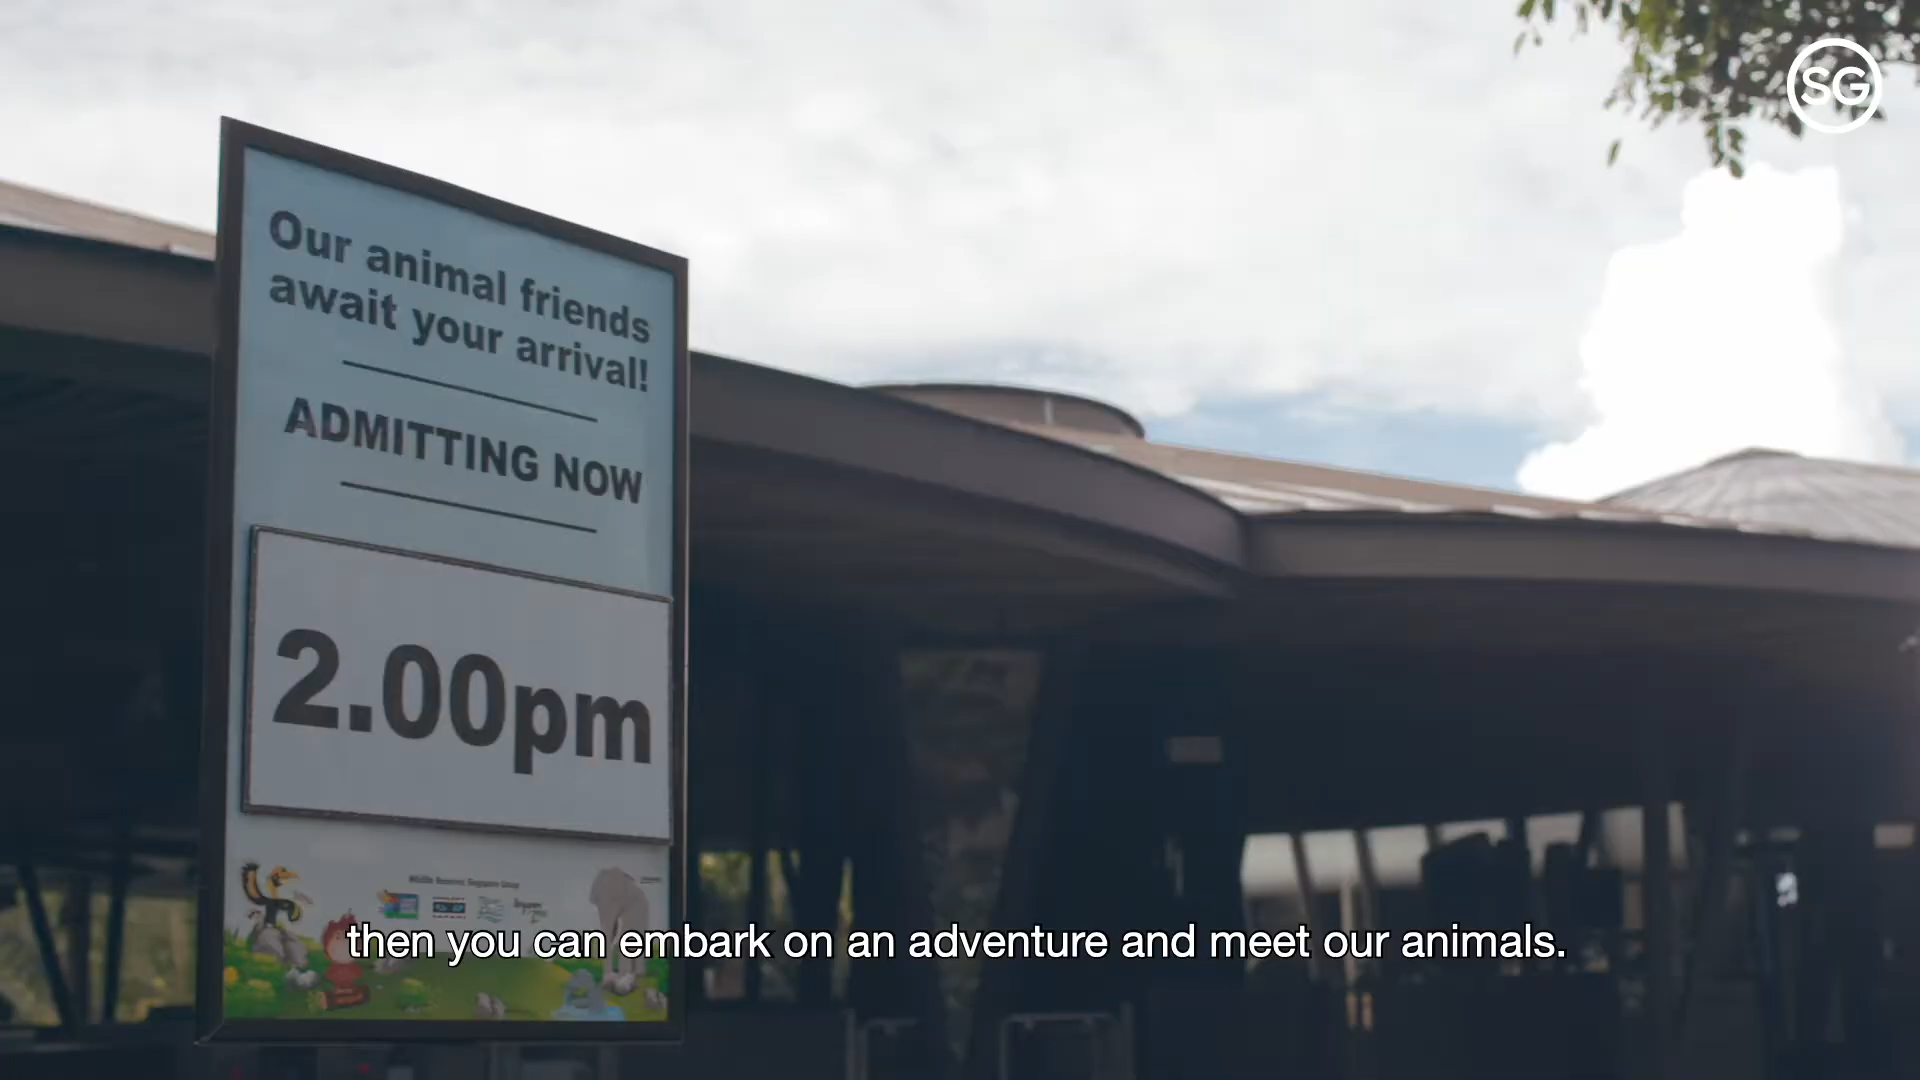 SG
Our animal friends
await your arrival!
ADMITTING NOW
2.00pm
then you can embark on an adventure and meet our animals.